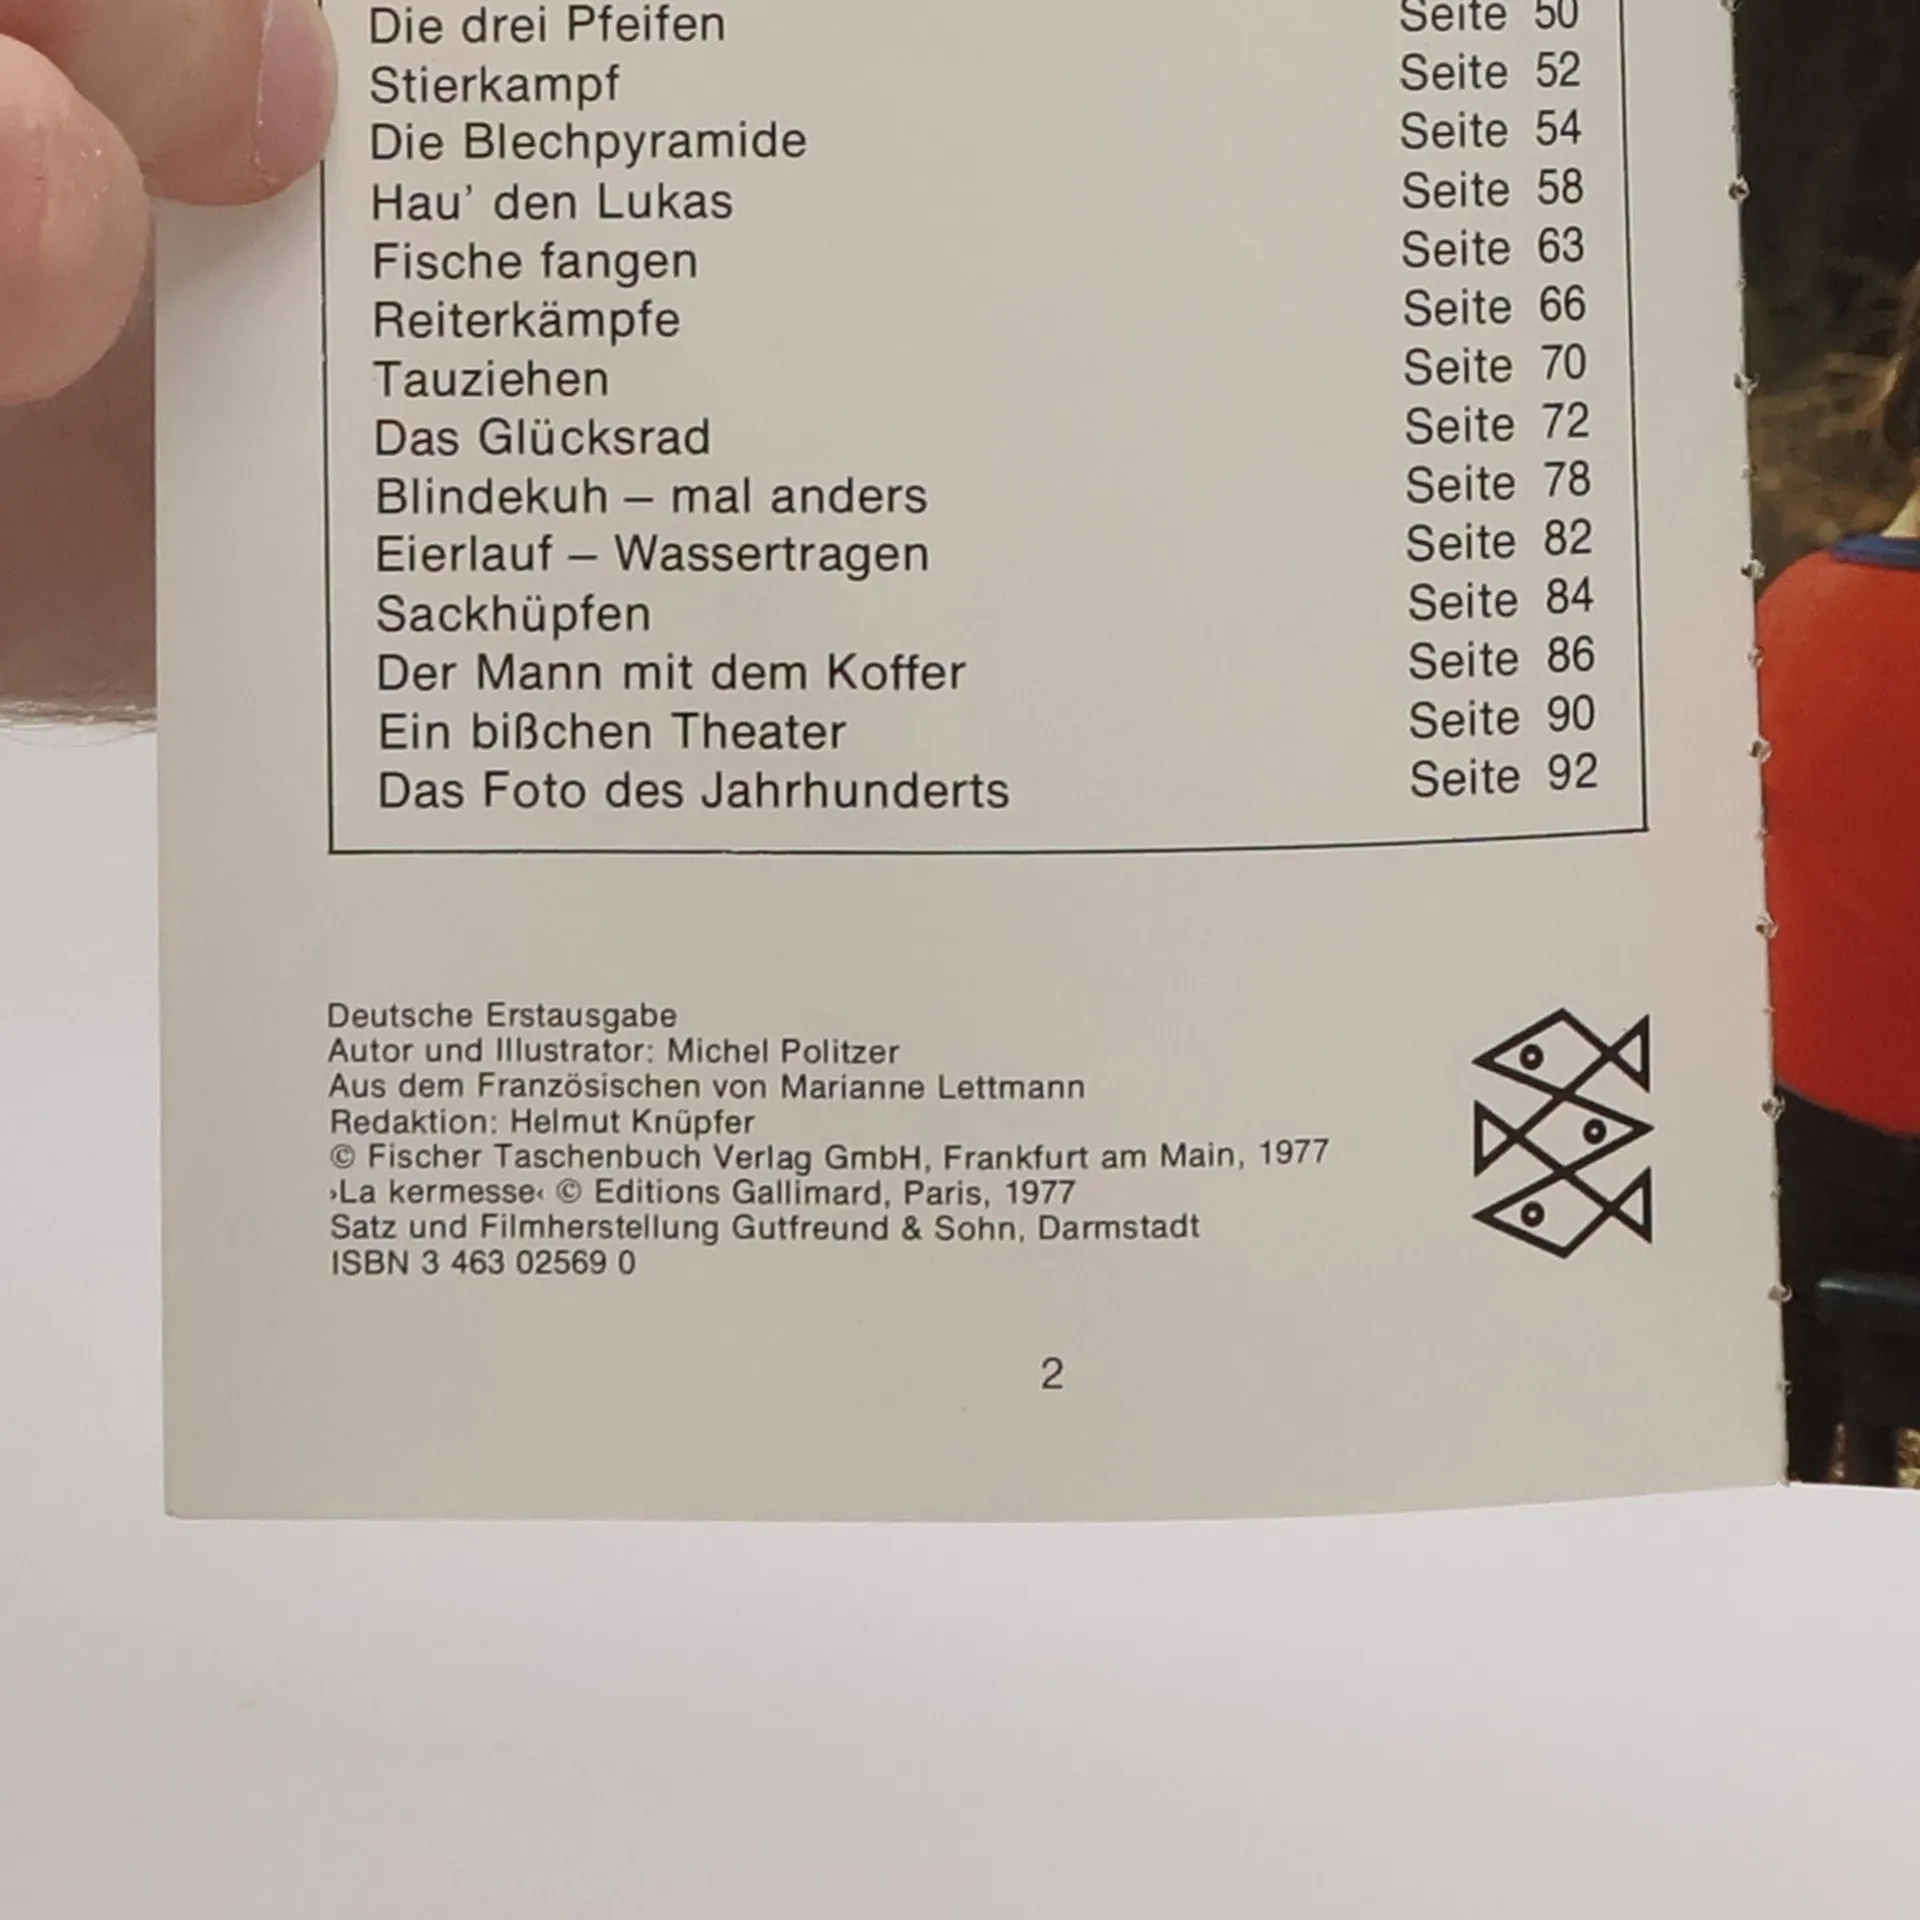 Die drei Pfeifen Seite 50
Stierkampf Seite 52
Die Blechpyramide Seite 54
Hau' den Lukas Seite 58
Fische fangen Seite 63
Reiterkämpfe Seite 66
Tauziehen Seite 70
Das Glücksrad Seite 72
Blindekuh – mal anders Seite 78
Eierlauf – Wassertragen Seite 82
Sackhüpfen Seite 84
Der Mann mit dem Koffer Seite 86
Ein bißchen Theater Seite 90
Das Foto des Jahrhunderts Seite 92
Deutsche Erstausgabe
Autor und Illustrator: Michel Politzer
Aus dem Französischen von Marianne Lettmann
Redaktion: Helmut Knüpfer
© Fischer Taschenbuch Verlag GmbH, Frankfurt am Main, 1977
›La kermesse‹ © Editions Gallimard, Paris, 1977
Satz und Filmherstellung Gutfreund & Sohn, Darmstadt
ISBN 3 463 02569 0
2